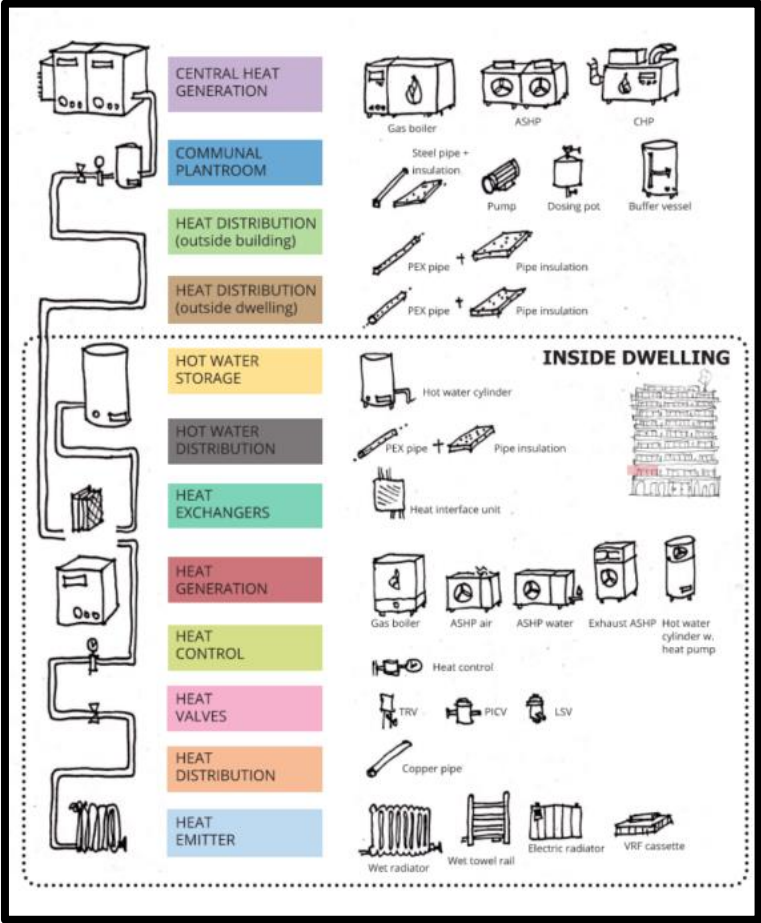 CENTRAL HEAT
GENERATION
Gas boiler
ASHP
CHP
COMMUNAL
PLANTROOM
Steel pipe +
insulation
Pump
Dosing pot
Buffer vessel
HEAT DISTRIBUTION
(outside building)
PEX pipe
+
Pipe insulation
HEAT DISTRIBUTION
(outside dwelling)
PEX pipe
+
Pipe insulation
INSIDE DWELLING
HOT WATER
STORAGE
Hot water cylinder
HOT WATER
DISTRIBUTION
PEX pipe
+
Pipe insulation
HEAT
EXCHANGERS
Heat interface unit
HEAT
GENERATION
Gas boiler
ASHP air
ASHP water
Exhaust ASHP
Hot water
cylinder w.
heat pump
HEAT
CONTROL
Heat control
HEAT
VALVES
TRV
PICV
LSV
HEAT
DISTRIBUTION
Copper pipe
HEAT
EMITTER
Wet radiator
Wet towel rail
Electric radiator
VRF cassette